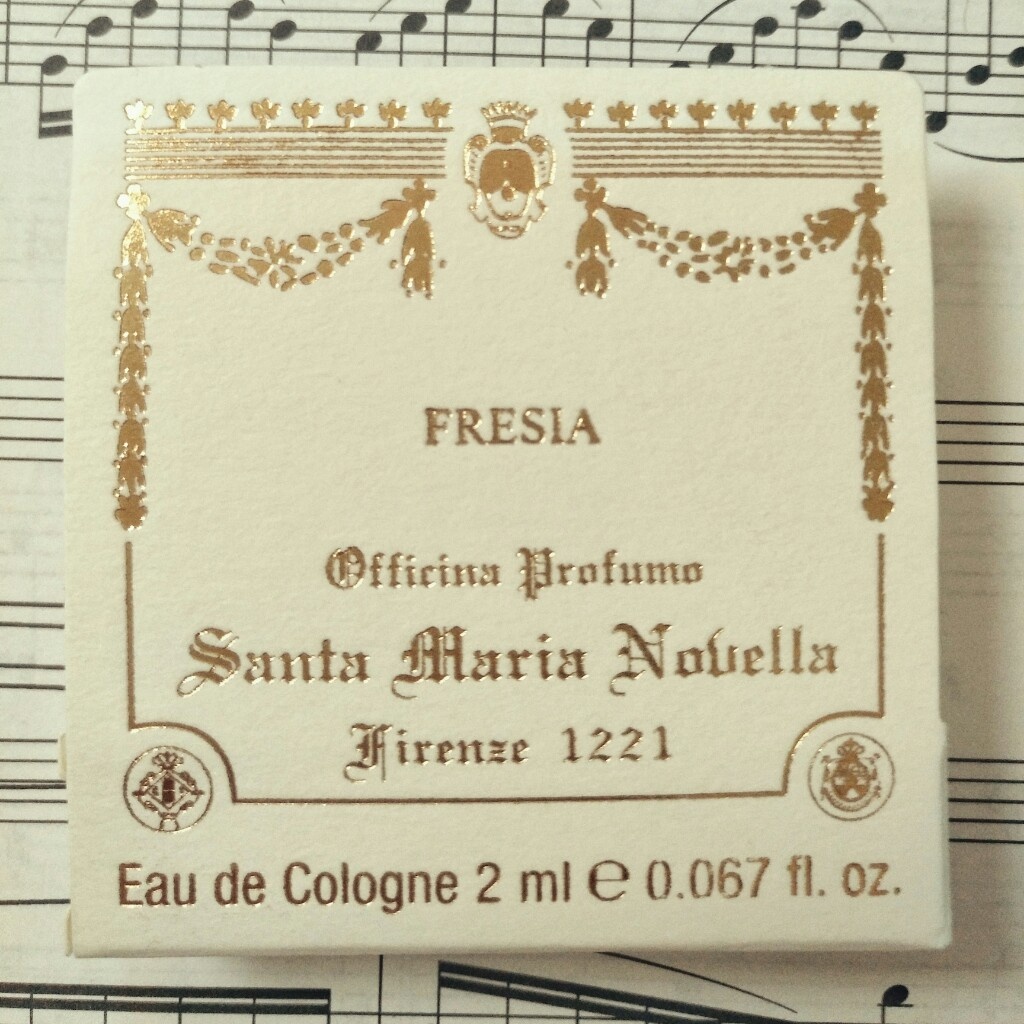 FRESIA
Officina Profumo
Santa Maria Novella
Firenze 1221
Eau de Cologne 2 ml ℮ 0.067 fl. oz.